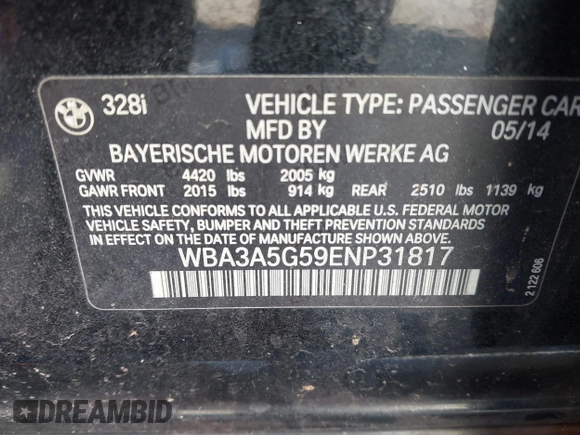 328i VEHICLE TYPE: PASSENGER CAR
MFD BY 05/14
BAYERISCHE MOTOREN WERKE AG
GVWR 4420 lbs 2005 kg
GAWR FRONT 2015 lbs 914 kg REAR 2510 lbs 1139 kg
THIS VEHICLE CONFORMS TO ALL APPLICABLE U.S. FEDERAL MOTOR
VEHICLE SAFETY, BUMPER AND THEFT PREVENTION STANDARDS
IN EFFECT ON THE DATE OF MANUFACTURE SHOWN ABOVE.
WBA3A5G59ENP31817
2 122 606
DREAMBID